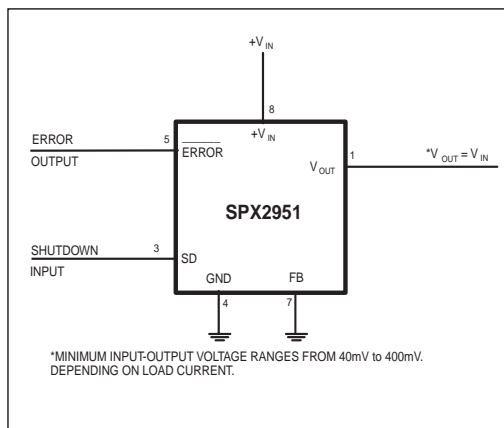 +V IN
8
+V IN
ERROR
OUTPUT
5
ERROR
V OUT
1
*V OUT = V IN
SPX2951
SHUTDOWN
INPUT
3
SD
GND
FB
4
7
*MINIMUM INPUT-OUTPUT VOLTAGE RANGES FROM 40mV to 400mV.
DEPENDING ON LOAD CURRENT.